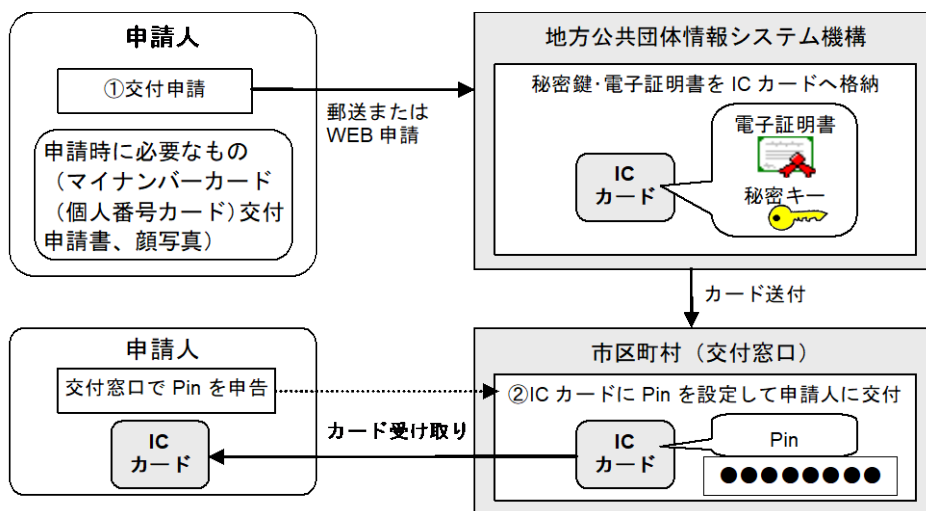 申請人
①交付申請
申請時に必要なもの
(マイナンバーカード
(個人番号カード)交付
申請書、顔写真)
郵送または
WEB 申請
地方公共団体情報システム機構
秘密鍵・電子証明書を IC カードへ格納
電子証明書
IC
カード
秘密キー
カード送付
申請人
交付窓口で Pin を申告
IC
カード
カード受け取り
市区町村(交付窓口)
②IC カードに Pin を設定して申請人に交付
IC
カード
Pin
●●●●●●●●